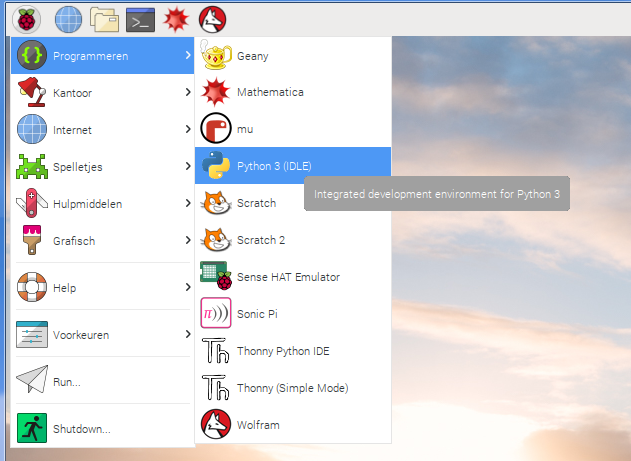 Programmeren
Kantoor
Internet
Spelletjes
Hulpmiddelen
Grafisch
Help
Voorkeuren
Run...
Shutdown...
Geany
Mathematica
mu
Python 3 (IDLE)
Integrated development environment for Python 3
Scratch
Scratch 2
Sense HAT Emulator
Sonic Pi
Thonny Python IDE
Thonny (Simple Mode)
Wolfram